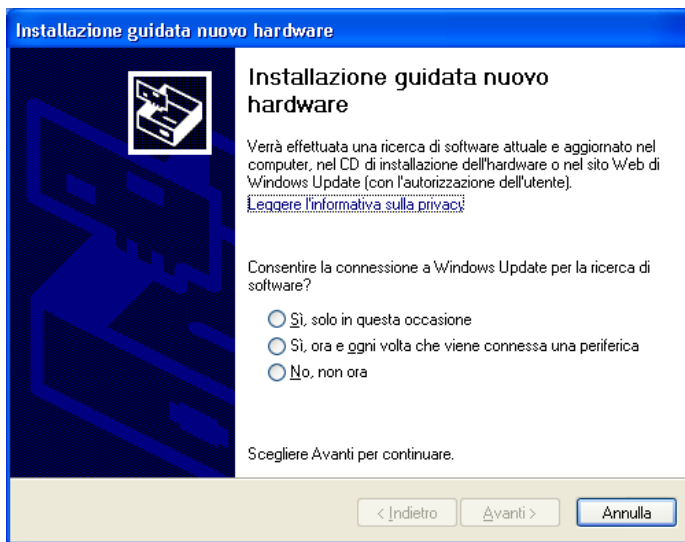 Installazione guidata nuovo hardware
Installazione guidata nuovo
hardware
Verrà effettuata una ricerca di software attuale e aggiornato nel
computer, nel CD di installazione dell'hardware o nel sito Web di
Windows Update (con l'autorizzazione dell'utente).
Leggere l'informativa sulla privacy
Consentire la connessione a Windows Update per la ricerca di
software?
Sì, solo in questa occasione
Sì, ora e ogni volta che viene connessa una periferica
No, non ora
Scegliere Avanti per continuare.
< Indietro
Avanti >
Annulla